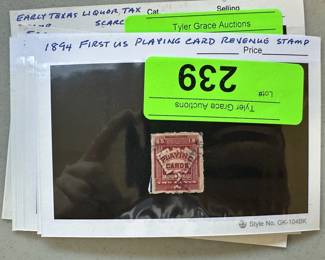 EARLY TEXAS LIQUOR TAX Cat. Selling
SCARC
Tyler Grace Auctions
1894 FIRST US PLAYING CARD REVENUE STAMP
Price
239
Lot#
Tyler Grace Auctions
PLAYING
CARDS
2
Style No. GK-104BK